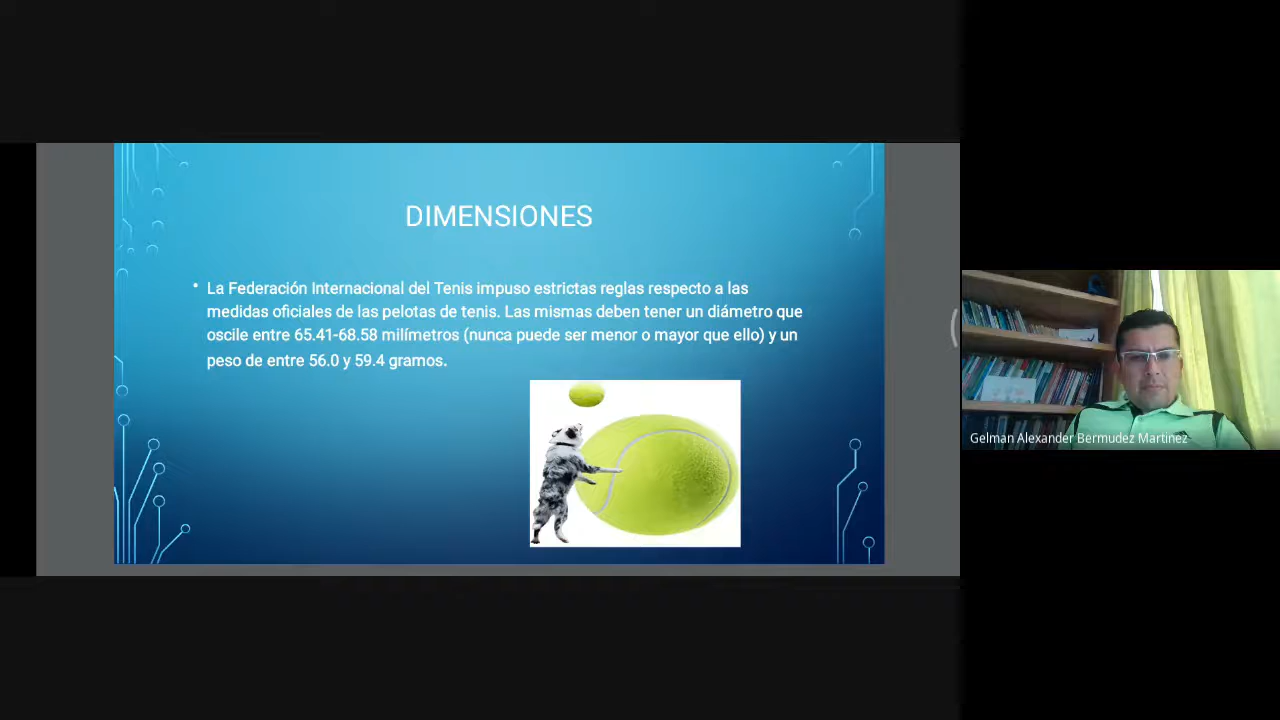 DIMENSIONES
• La Federación Internacional del Tenis impuso estrictas reglas respecto a las
medidas oficiales de las pelotas de tenis. Las mismas deben tener un diámetro que
oscile entre 65.41-68.58 milímetros (nunca puede ser menor o mayor que ello) y un
peso de entre 56.0 y 59.4 gramos.
Gelman Alexander Bermudez Martinez